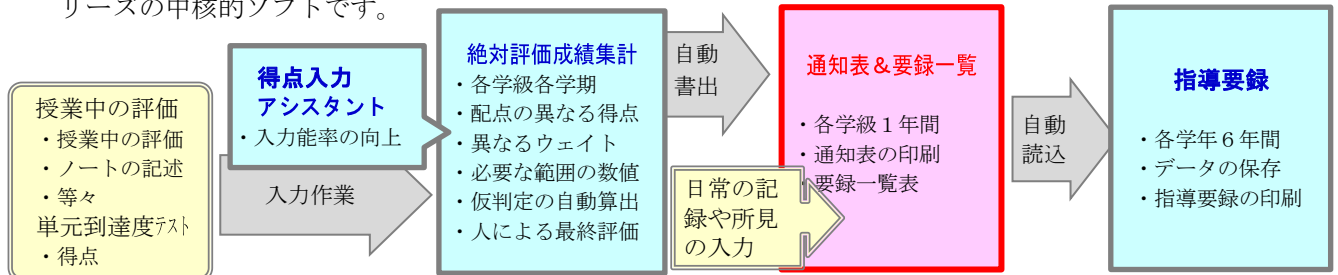 リーズの中核的ソフトです。
授業中の評価
・授業中の評価
・ノートの記述
・等々
単元到達度テスト
・得点
得点入力
アシスタント
・入力能率の向上
入力作業
絶対評価成績集計
・各学級各学期
・配点の異なる得点
・異なるウェイト
・必要な範囲の数値
・仮判定の自動算出
・人による最終評価
自動
書出
通知表＆要録一覧
・各学級１年間
・通知表の印刷
・要録一覧表
日常の記
録や所見
の入力
自動
読込
指導要録
・各学年６年間
・データの保存
・指導要録の印刷